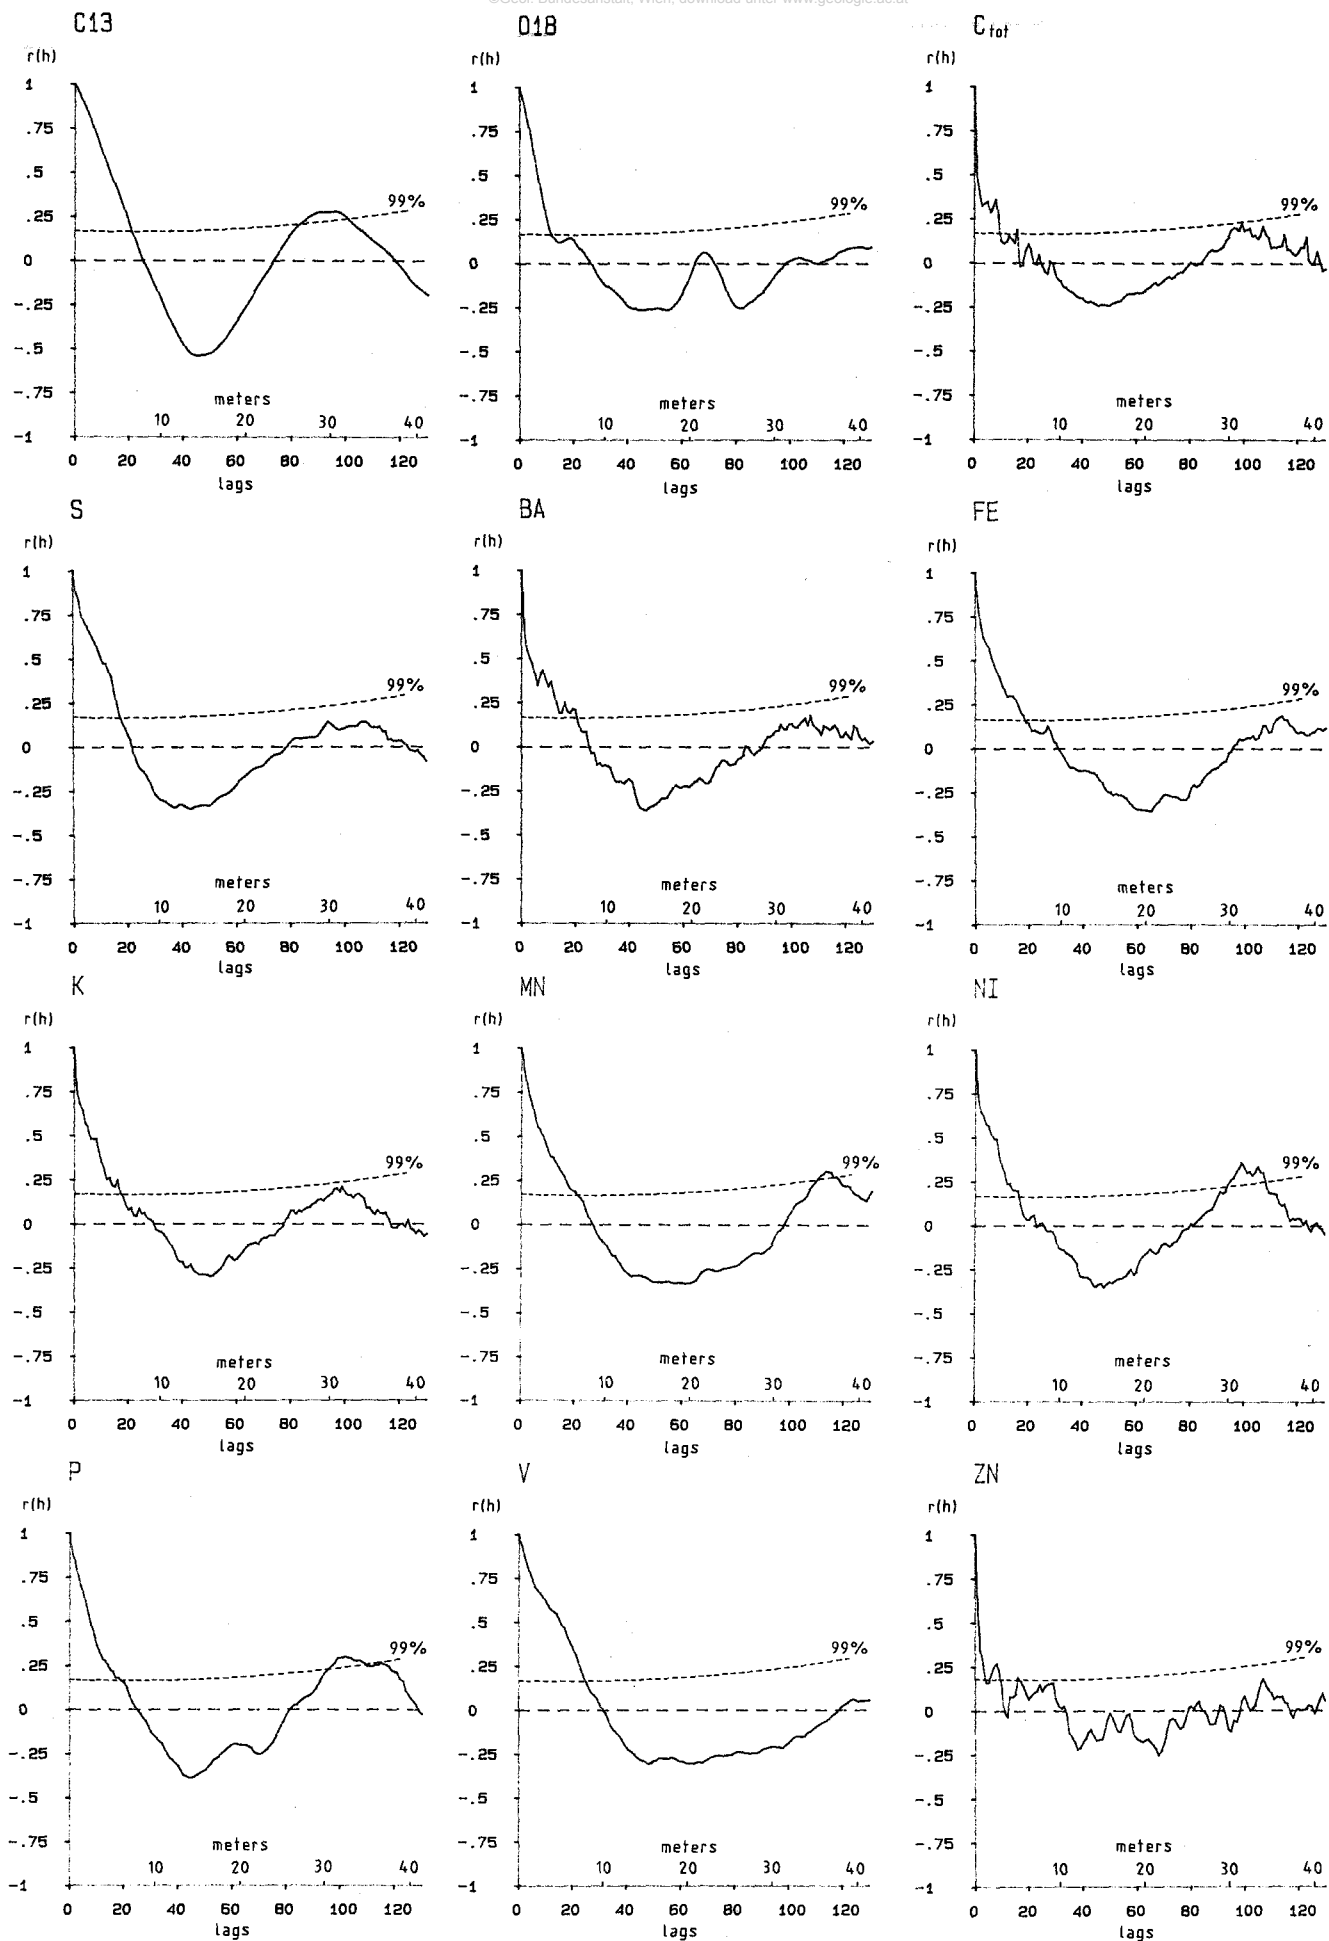 ©Geol. Bundesanstalt, Wien; download unter www.geologie.ac.at
C13
r(h)
1
.75
.5
.25
0
-.25
-.5
-.75
-1
99%
meters
10 20 30 40
0 20 40 60 80 100 120
lags
O18
r(h)
1
.75
.5
.25
0
-.25
-.5
-.75
-1
99%
meters
10 20 30 40
0 20 40 60 80 100 120
lags
C tot
r(h)
1
.75
.5
.25
0
-.25
-.5
-.75
-1
99%
meters
10 20 30 40
0 20 40 60 80 100 120
lags
S
r(h)
1
.75
.5
.25
0
-.25
-.5
-.75
-1
99%
meters
10 20 30 40
0 20 40 60 80 100 120
lags
BA
r(h)
1
.75
.5
.25
0
-.25
-.5
-.75
-1
99%
meters
10 20 30 40
0 20 40 60 80 100 120
lags
FE
r(h)
1
.75
.5
.25
0
-.25
-.5
-.75
-1
99%
meters
10 20 30 40
0 20 40 60 80 100 120
lags
K
r(h)
1
.75
.5
.25
0
-.25
-.5
-.75
-1
99%
meters
10 20 30 40
0 20 40 60 80 100 120
lags
MN
r(h)
1
.75
.5
.25
0
-.25
-.5
-.75
-1
99%
meters
10 20 30 40
0 20 40 60 80 100 120
lags
NI
r(h)
1
.75
.5
.25
0
-.25
-.5
-.75
-1
99%
meters
10 20 30 40
0 20 40 60 80 100 120
lags
P
r(h)
1
.75
.5
.25
0
-.25
-.5
-.75
-1
99%
meters
10 20 30 40
0 20 40 60 80 100 120
lags
V
r(h)
1
.75
.5
.25
0
-.25
-.5
-.75
-1
99%
meters
10 20 30 40
0 20 40 60 80 100 120
lags
ZN
r(h)
1
.75
.5
.25
0
-.25
-.5
-.75
-1
99%
meters
10 20 30 40
0 20 40 60 80 100 120
lags